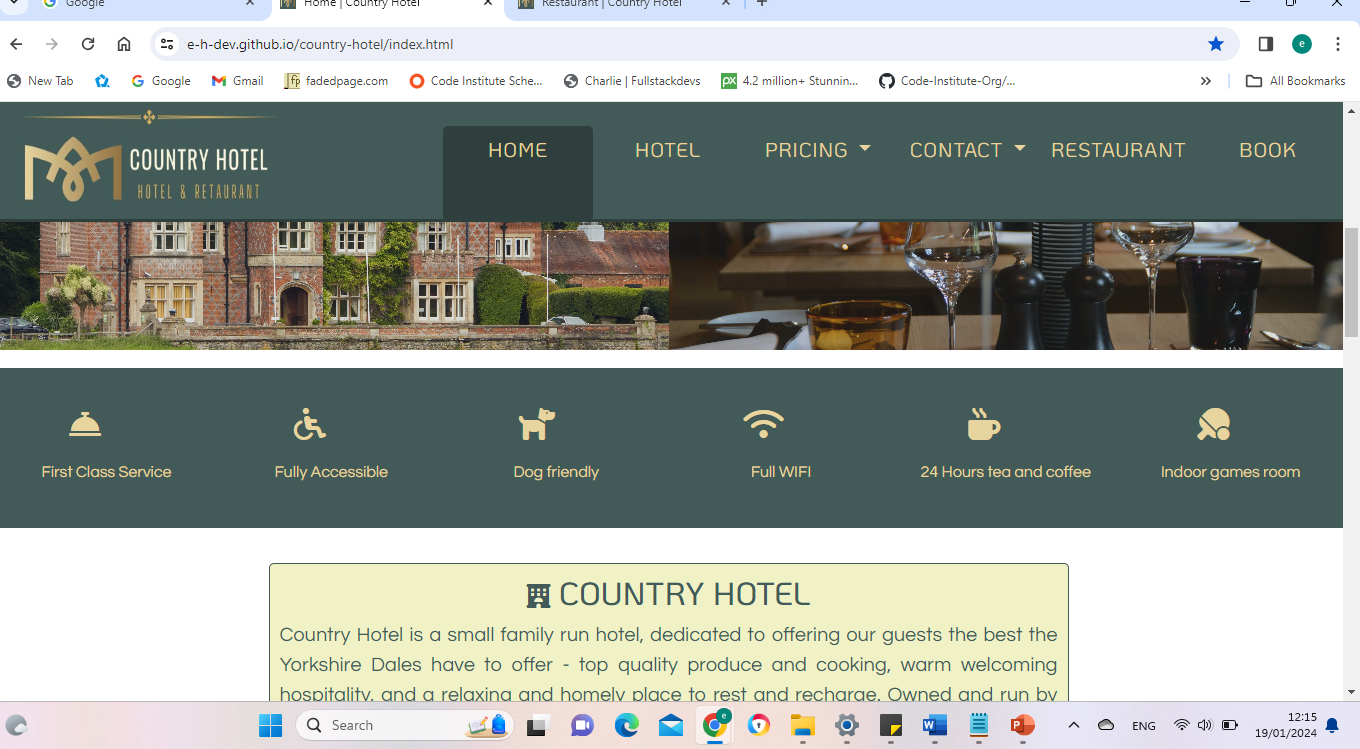 Google
Home | Country Hotel
Restaurant | Country Hotel
e-h-dev.github.io/country-hotel/index.html
e
New Tab
Google
Gmail
fp
fadedpage.com
Code Institute Sche...
Charlie | Fullstackdevs
px
4.2 million+ Stunnin...
Code-Institute-Org/...
All Bookmarks
COUNTRY HOTEL
HOTEL & RETAURANT
HOME
HOTEL
PRICING
CONTACT
RESTAURANT
BOOK
First Class Service
Fully Accessible
Dog friendly
Full WIFI
24 Hours tea and coffee
Indoor games room
COUNTRY HOTEL
Country Hotel is a small family run hotel, dedicated to offering our guests the best the
Yorkshire Dales have to offer - top quality produce and cooking, warm welcoming
hospitality, and a relaxing and homely place to rest and recharge. Owned and run by
Search
e
W
P
ENG
12:15
19/01/2024